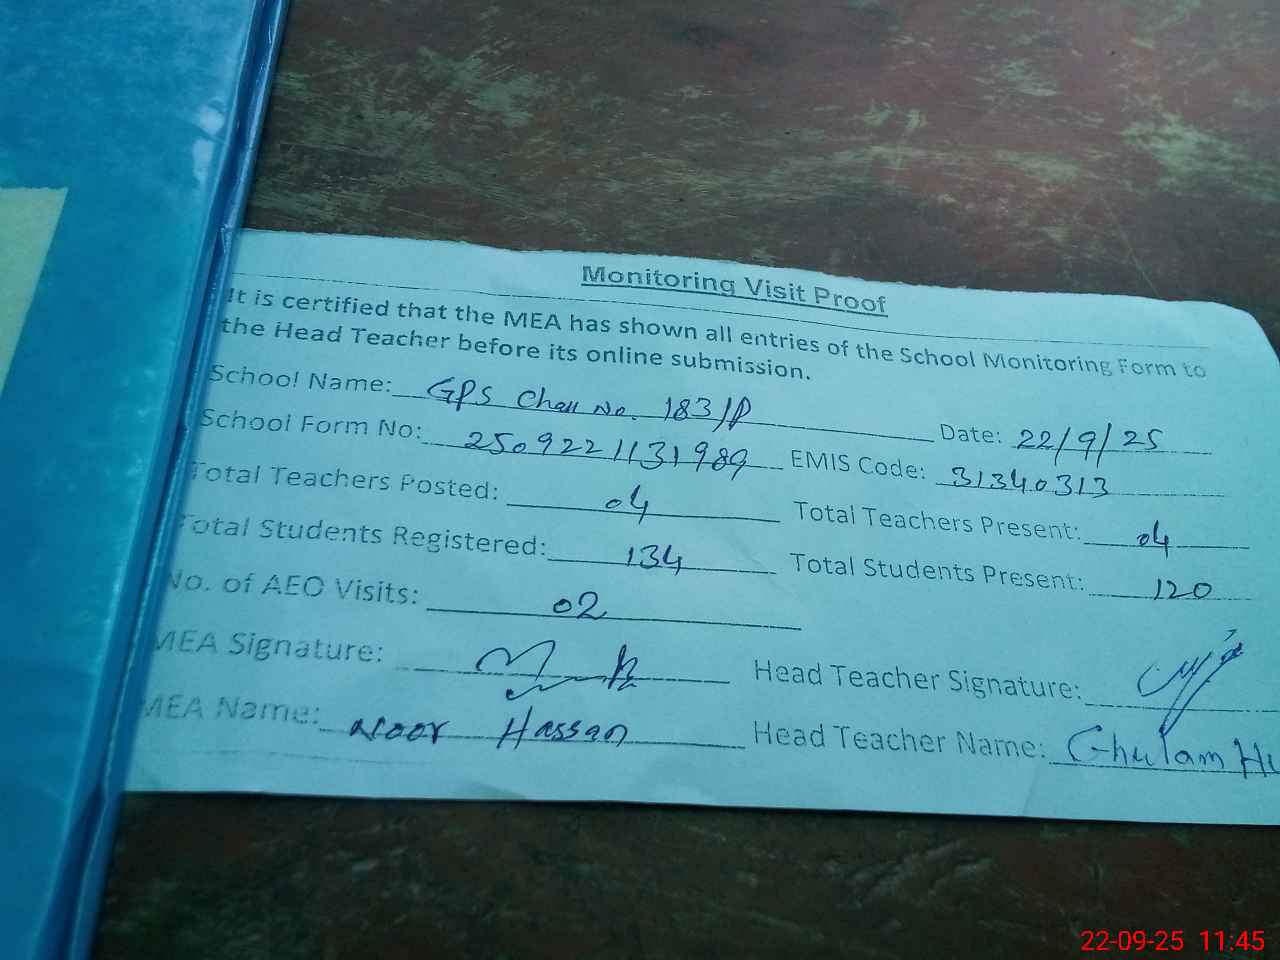 Monitoring Visit Proof
It is certified that the MEA has shown all entries of the School Monitoring Form to
the Head Teacher before its online submission.
School Name: GPS Chak No. 183/P Date: 22/9/25
School Form No: 2509221131989 EMIS Code: 31340313
Total Teachers Posted: 04 Total Teachers Present: 04
Total Students Registered: 134 Total Students Present: 120
No. of AEO Visits: 02
MEA Signature: Head Teacher Signature:
MEA Name: Noor Hassan Head Teacher Name: Ghulam
22-09-25 11:45